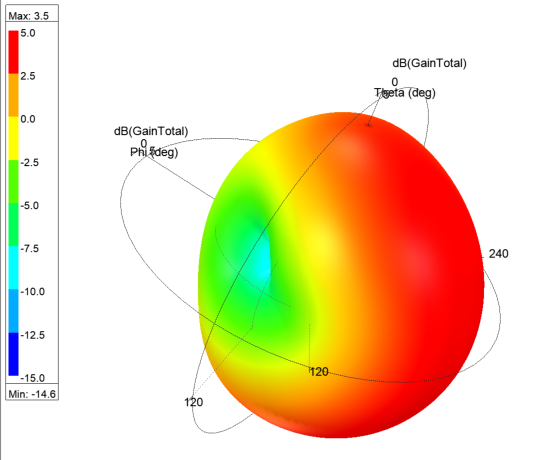 Max: 3.5
5.0
2.5
0.0
-2.5
-5.0
-7.5
-10.0
-12.5
-15.0
Min: -14.6
dB(GainTotal)
0
Theta (deg)
dB(GainTotal)
0
Phi (deg)
240
120
120